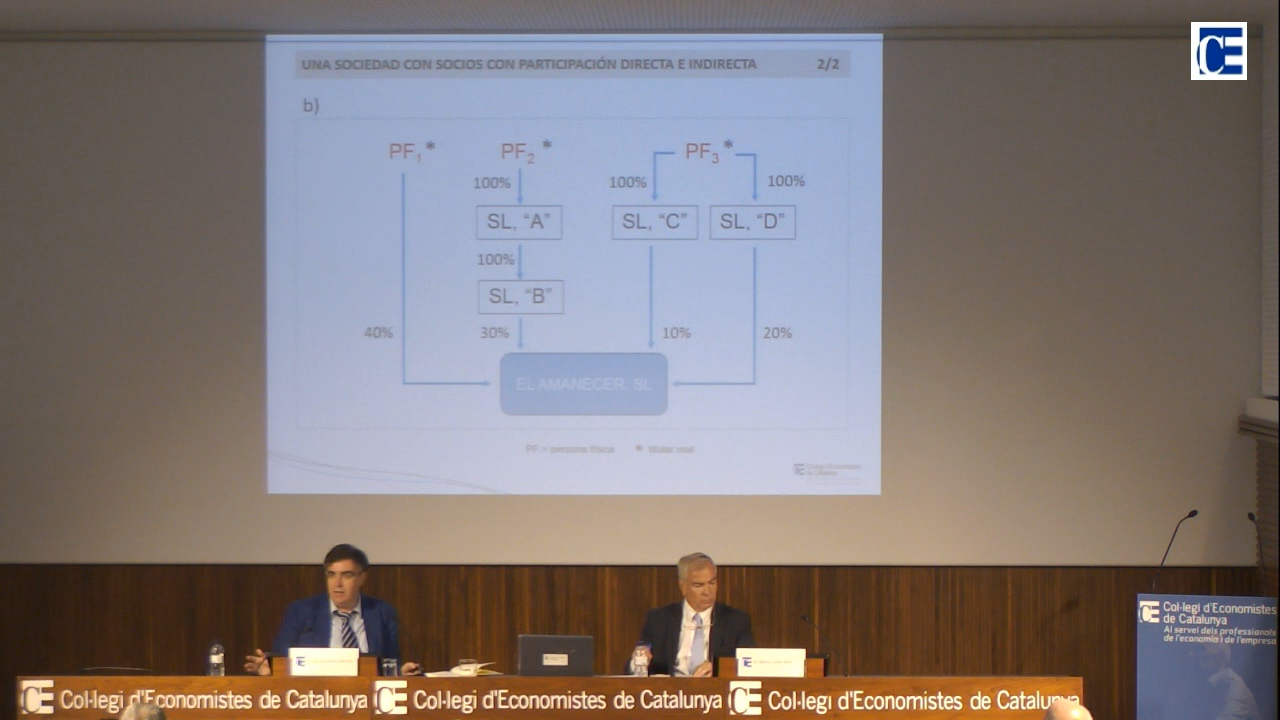 UNA SOCIEDAD CON SOCIOS CON PARTICIPACIÓN DIRECTA E INDIRECTA 2/2
b)
PF1* PF2* PF3*
100% 100% 100%
SL, “A” SL, “C” SL, “D”
100%
SL, “B”
40% 30% 10% 20%
EL AMANECER, SL
PF = persona física * titular real
CE
Col·legi d'Economistes
de Catalunya
Al servei dels professionals
de l'economia i de l'empresa
Col·legi d'Economistes de Catalunya Col·legi d'Economistes de Catalunya Col·legi d'Economistes de Catalunya